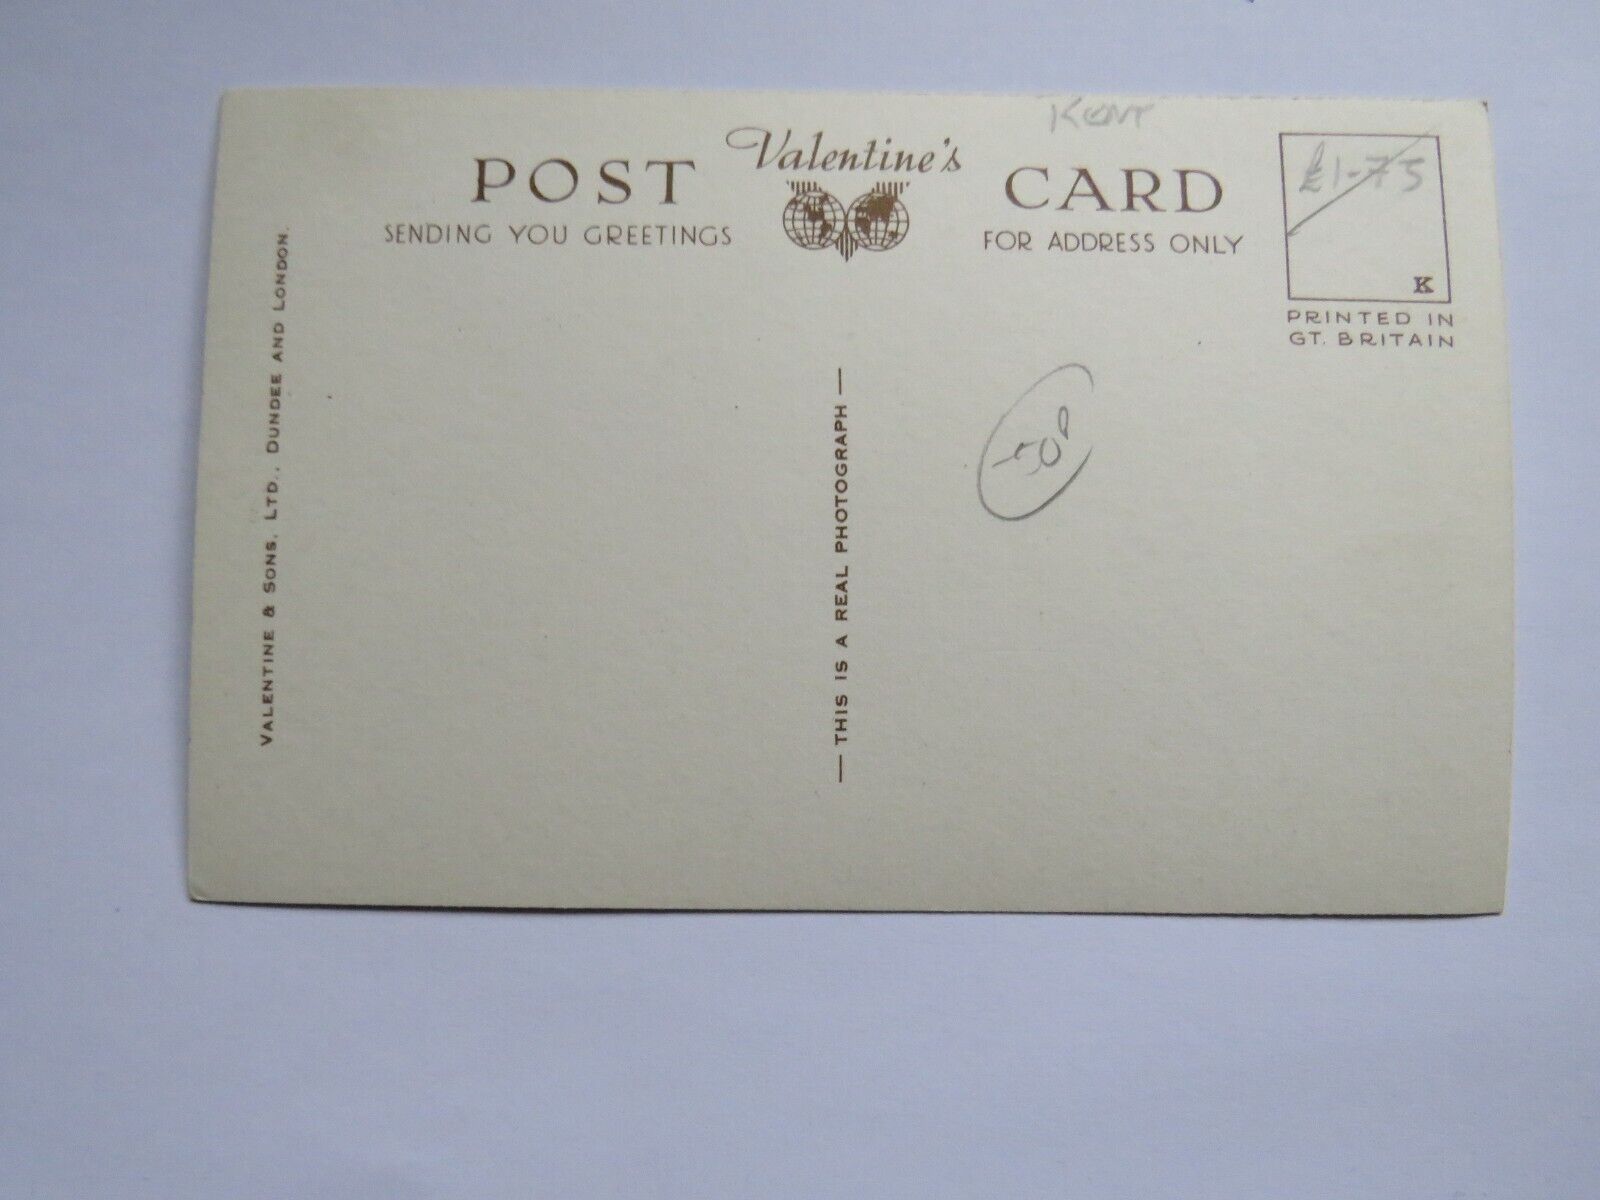 KENT
Valentine's
POST CARD
SENDING YOU GREETINGS
FOR ADDRESS ONLY
£1-75
K
PRINTED IN
GT. BRITAIN
VALENTINE & SONS, LTD., DUNDEE AND LONDON.
— THIS IS A REAL PHOTOGRAPH —
50P